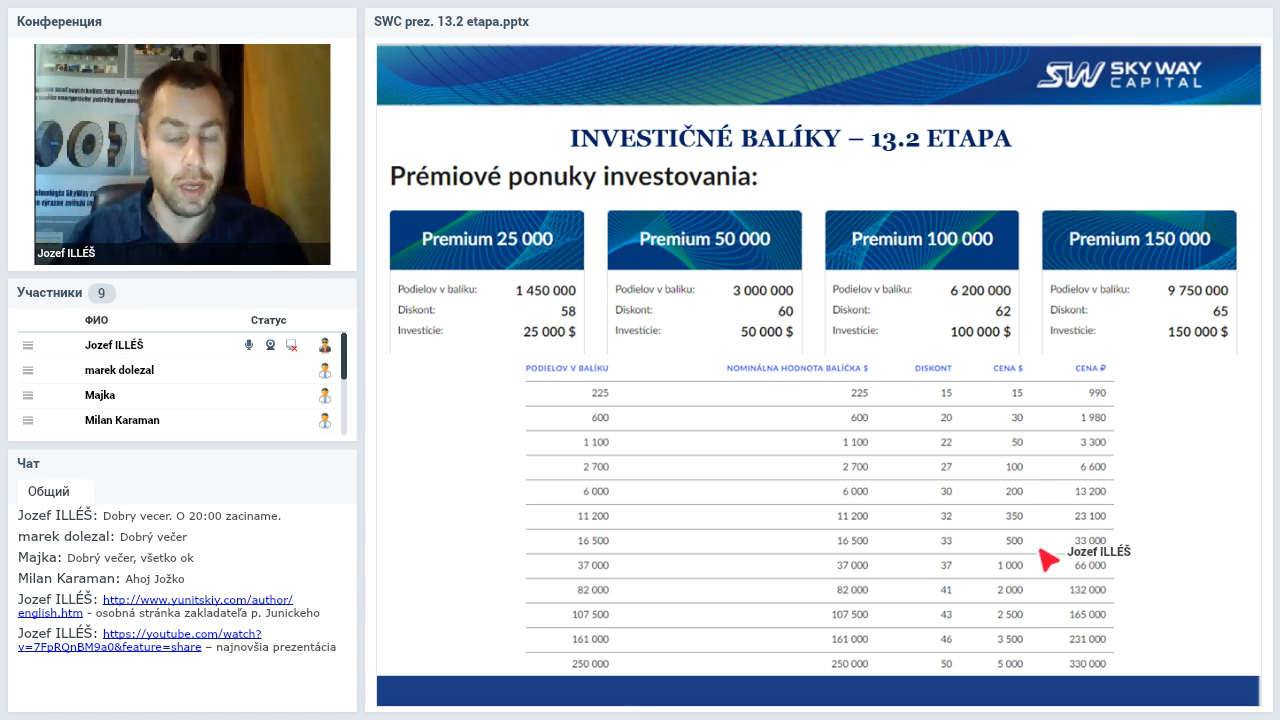 Конференция
Jozef ILLÉŠ
Участники 9
ФИО Статус
Jozef ILLÉŠ
marek dolezal
Majka
Milan Karaman
Чат
Общий
Jozef ILLÉŠ: Dobry vecer. O 20:00 zaciname.
marek dolezal: Dobrý večer
Majka: Dobrý večer, všetko ok
Milan Karaman: Ahoj Jožko
Jozef ILLÉŠ: http://www.yunitskiy.com/author/
english.htm - osobná stránka zakladateľa p. Junickeho
Jozef ILLÉŠ: https://youtube.com/watch?
v=7FpRQnBM9a0&feature=share – najnovšia prezentácia
SWC prez. 13.2 etapa.pptx
SW SKY WAY
CAPITAL
INVESTIČNÉ BALÍKY – 13.2 ETAPA
Prémiové ponuky investovania:
Premium 25 000
Podielov v balíku: 1 450 000
Diskont: 58
Investície: 25 000 $
Premium 50 000
Podielov v balíku: 3 000 000
Diskont: 60
Investície: 50 000 $
Premium 100 000
Podielov v balíku: 6 200 000
Diskont: 62
Investície: 100 000 $
Premium 150 000
Podielov v balíku: 9 750 000
Diskont: 65
Investície: 150 000 $
PODIELOV V BALÍKU NOMINÁLNA HODNOTA BALÍČKA $ DISKONT CENA $ CENA ₽
225 225 15 15 990
600 600 20 30 1 980
1 100 1 100 22 50 3 300
2 700 2 700 27 100 6 600
6 000 6 000 30 200 13 200
11 200 11 200 32 350 23 100
16 500 16 500 33 500 33 000
Jozef ILLÉŠ
37 000 37 000 37 1 000 66 000
82 000 82 000 41 2 000 132 000
107 500 107 500 43 2 500 165 000
161 000 161 000 46 3 500 231 000
250 000 250 000 50 5 000 330 000